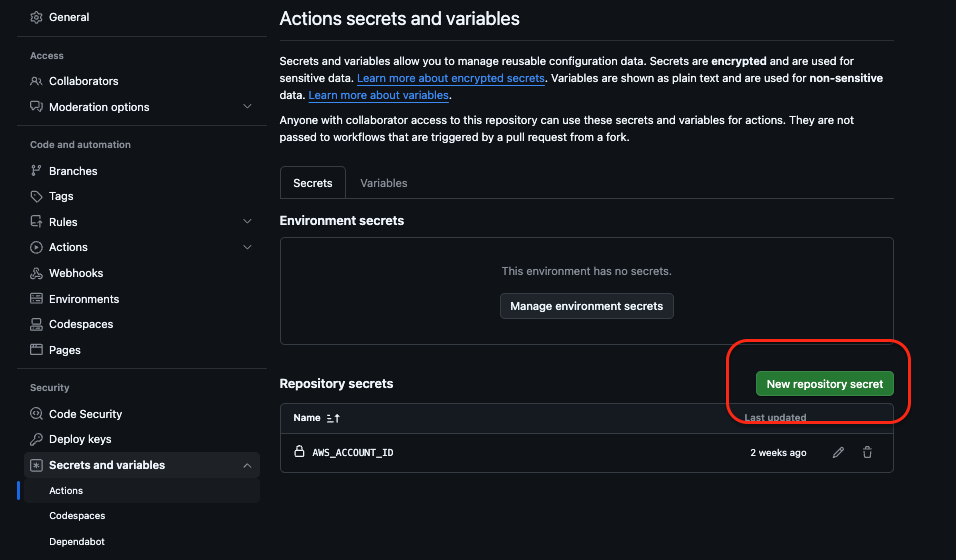 General
Access
Collaborators
Moderation options
Code and automation
Branches
Tags
Rules
Actions
Webhooks
Environments
Codespaces
Pages
Security
Code Security
Deploy keys
Secrets and variables
Actions
Codespaces
Dependabot
Actions secrets and variables
Secrets and variables allow you to manage reusable configuration data. Secrets are encrypted and are used for
sensitive data. Learn more about encrypted secrets. Variables are shown as plain text and are used for non-sensitive
data. Learn more about variables.
Anyone with collaborator access to this repository can use these secrets and variables for actions. They are not
passed to workflows that are triggered by a pull request from a fork.
Secrets Variables
Environment secrets
This environment has no secrets.
Manage environment secrets
Repository secrets
New repository secret
Name Last updated
AWS_ACCOUNT_ID 2 weeks ago